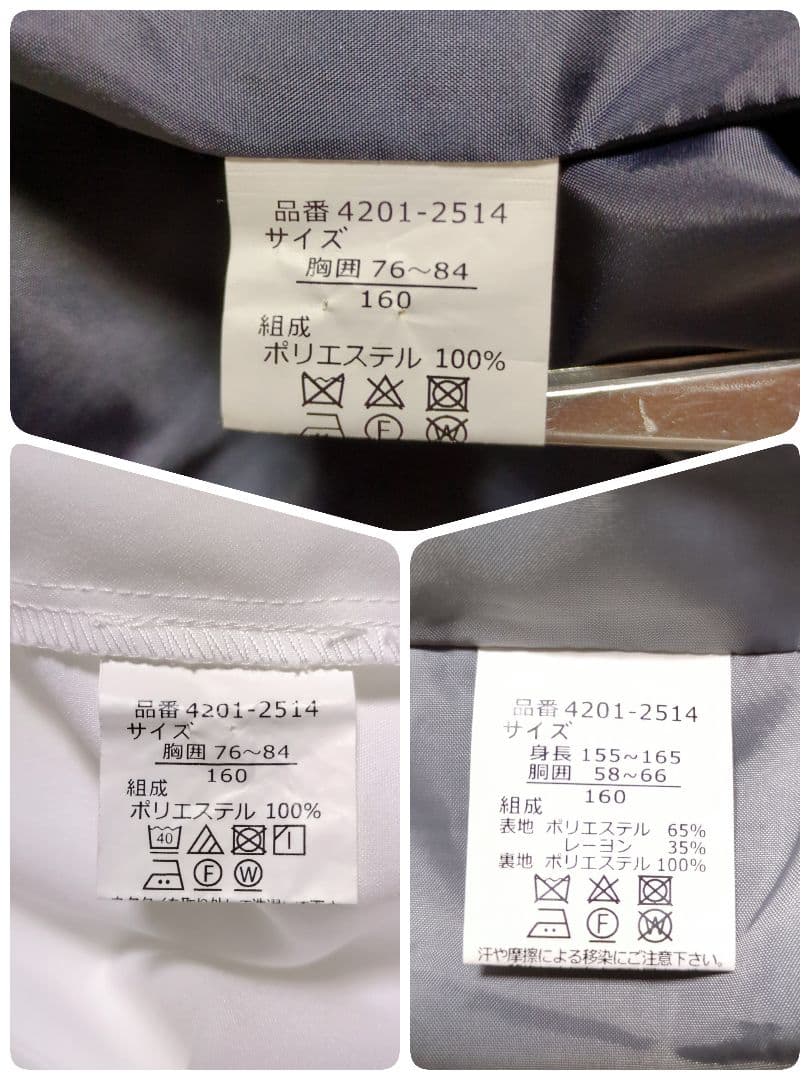 品番 4201-2514
サイズ
胸囲 76～84
160
組成
ポリエステル 100%
F W
品番 4201-2514
サイズ
胸囲 76～84
160
組成
ポリエステル 100%
40
F W
品番 4201-2514
サイズ
身長 155～165
胴囲 58～66
160
組成
表地 ポリエステル 65%
レーヨン 35%
裏地 ポリエステル 100%
F W
汗や摩擦による移染にご注意下さい。